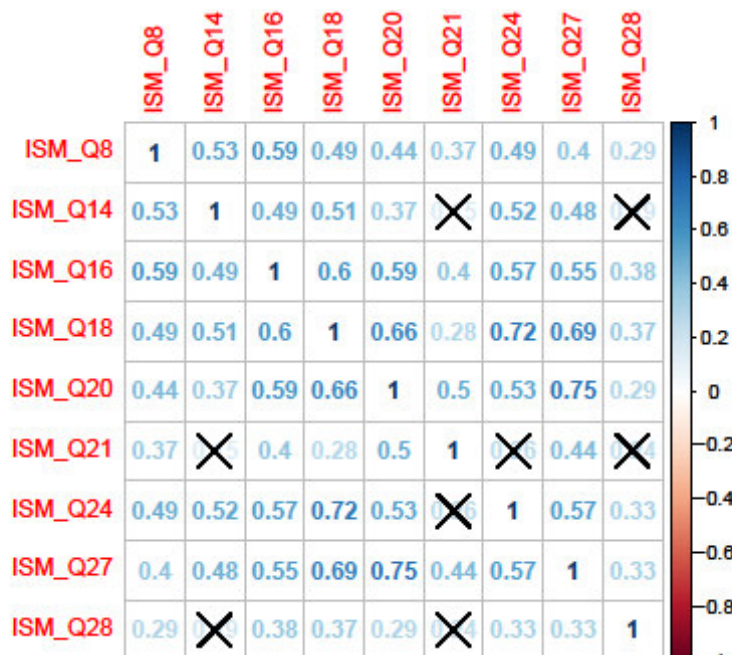 ISM_Q8 ISM_Q14 ISM_Q16 ISM_Q18 ISM_Q20 ISM_Q21 ISM_Q24 ISM_Q27 ISM_Q28
ISM_Q8 1 0.53 0.59 0.49 0.44 0.37 0.49 0.4 0.29
ISM_Q14 0.53 1 0.49 0.51 0.37 0.52 0.48
ISM_Q16 0.59 0.49 1 0.6 0.59 0.4 0.57 0.55 0.38
ISM_Q18 0.49 0.51 0.6 1 0.66 0.28 0.72 0.69 0.37
ISM_Q20 0.44 0.37 0.59 0.66 1 0.5 0.53 0.75 0.29
ISM_Q21 0.37 0.4 0.28 0.5 1 0.44
ISM_Q24 0.49 0.52 0.57 0.72 0.53 1 0.57 0.33
ISM_Q27 0.4 0.48 0.55 0.69 0.75 0.44 0.57 1 0.33
ISM_Q28 0.29 0.38 0.37 0.29 0.33 0.33 1
1
0.8
0.6
0.4
0.2
0
-0.2
-0.4
-0.6
-0.8